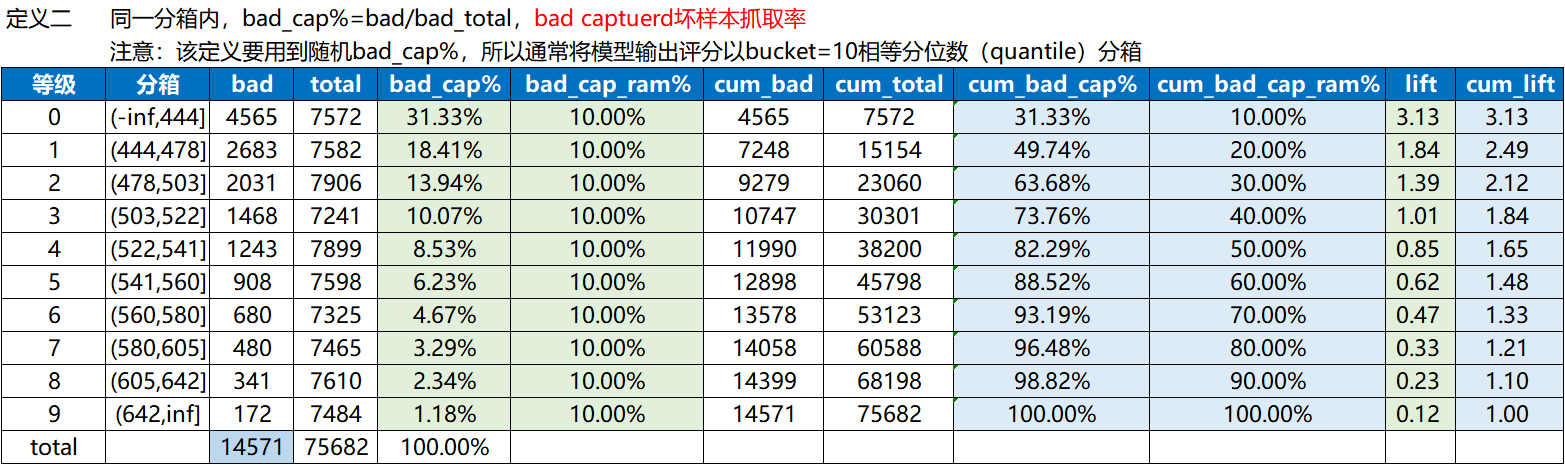 定义二 同一分箱内，bad_cap%=bad/bad_total，bad captuerd坏样本抓取率
注意：该定义要用到随机bad_cap%，所以通常将模型输出评分以bucket=10相等分位数（quantile）分箱
等级 分箱 bad total bad_cap% bad_cap_ram% cum_bad cum_total cum_bad_cap% cum_bad_cap_ram% lift cum_lift
0 (-inf,444] 4565 7572 31.33% 10.00% 4565 7572 31.33% 10.00% 3.13 3.13
1 (444,478] 2683 7582 18.41% 10.00% 7248 15154 49.74% 20.00% 1.84 2.49
2 (478,503] 2031 7906 13.94% 10.00% 9279 23060 63.68% 30.00% 1.39 2.12
3 (503,522] 1468 7241 10.07% 10.00% 10747 30301 73.76% 40.00% 1.01 1.84
4 (522,541] 1243 7899 8.53% 10.00% 11990 38200 82.29% 50.00% 0.85 1.65
5 (541,560] 908 7598 6.23% 10.00% 12898 45798 88.52% 60.00% 0.62 1.48
6 (560,580] 680 7325 4.67% 10.00% 13578 53123 93.19% 70.00% 0.47 1.33
7 (580,605] 480 7465 3.29% 10.00% 14058 60588 96.48% 80.00% 0.33 1.21
8 (605,642] 341 7610 2.34% 10.00% 14399 68198 98.82% 90.00% 0.23 1.10
9 (642,inf] 172 7484 1.18% 10.00% 14571 75682 100.00% 100.00% 0.12 1.00
total 14571 75682 100.00%